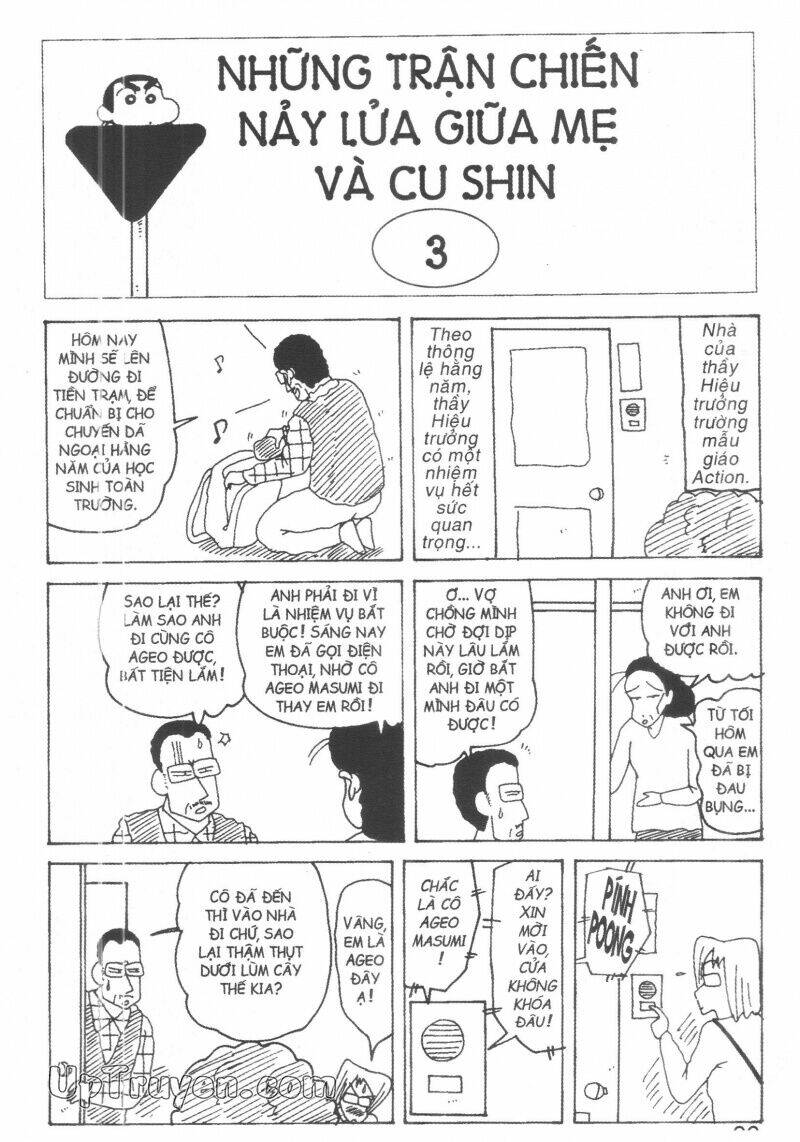 NHỮNG TRẬN CHIẾN
NẢY LỬA GIỮA MẸ
VÀ CU SHIN
3
Nhà
của
thầy
Hiệu
trưởng
trường
mẫu
giáo
Action.
Theo
thông
lệ hằng
năm,
thầy
Hiệu
trưởng
có một
nhiệm
vụ hết
sức
quan
trọng...
HÔM NAY
MÌNH SẼ LÊN
ĐƯỜNG ĐI
TIỀN TRẠM, ĐỂ
CHUẨN BỊ CHO
CHUYẾN DÃ
NGOẠI HẰNG
NĂM CỦA HỌC
SINH TOÀN
TRƯỜNG.
ANH ƠI, EM
KHÔNG ĐI
VỚI ANH
ĐƯỢC RỒI.
TỪ TỐI
HÔM
QUA EM
ĐÃ BỊ
ĐAU
BỤNG...
Ơ... VỢ
CHỒNG MÌNH
CHỜ ĐỢI DỊP
NÀY LÂU LẮM
RỒI, GIỜ BẮT
ANH ĐI MỘT
MÌNH ĐÂU CÓ
ĐƯỢC!
ANH PHẢI ĐI VÌ
LÀ NHIỆM VỤ BẮT
BUỘC! SÁNG NAY
EM ĐÃ GỌI ĐIỆN
THOẠI, NHỜ CÔ
AGEO MASUMI ĐI
THAY EM RỒI!
SAO LẠI THẾ?
LÀM SAO ANH
ĐI CÙNG CÔ
AGEO ĐƯỢC,
BẤT TIỆN LẮM!
PÍNH
POONG
AI
ĐẤY?
XIN
MỜI
VÀO,
CỬA
KHÔNG
KHÓA
ĐÂU!
CHẮC
LÀ CÔ
AGEO
MASUMI
!
VÂNG,
EM LÀ
AGEO
ĐÂY
Ạ!
CÔ ĐÃ ĐẾN
THÌ VÀO NHÀ
ĐI CHỨ, SAO
LẠI THẬM THỤT
DƯỚI LÙM CÂY
THẾ KIA?
UpTruyen.com